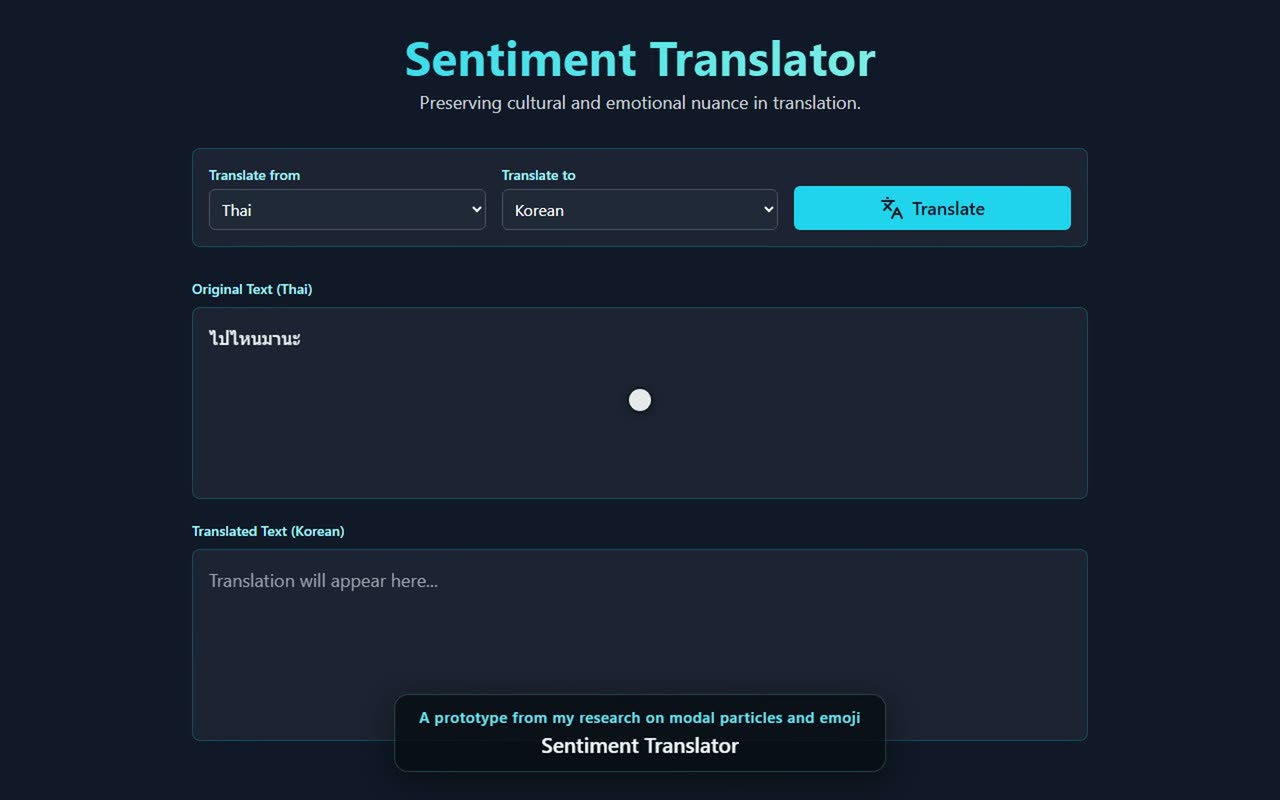 Sentiment Translator
Preserving cultural and emotional nuance in translation.
Translate from
Translate to
Thai
Korean
Translate
Original Text (Thai)
ไปไหนมานะ
Translated Text (Korean)
Translation will appear here...
A prototype from my research on modal particles and emoji
Sentiment Translator